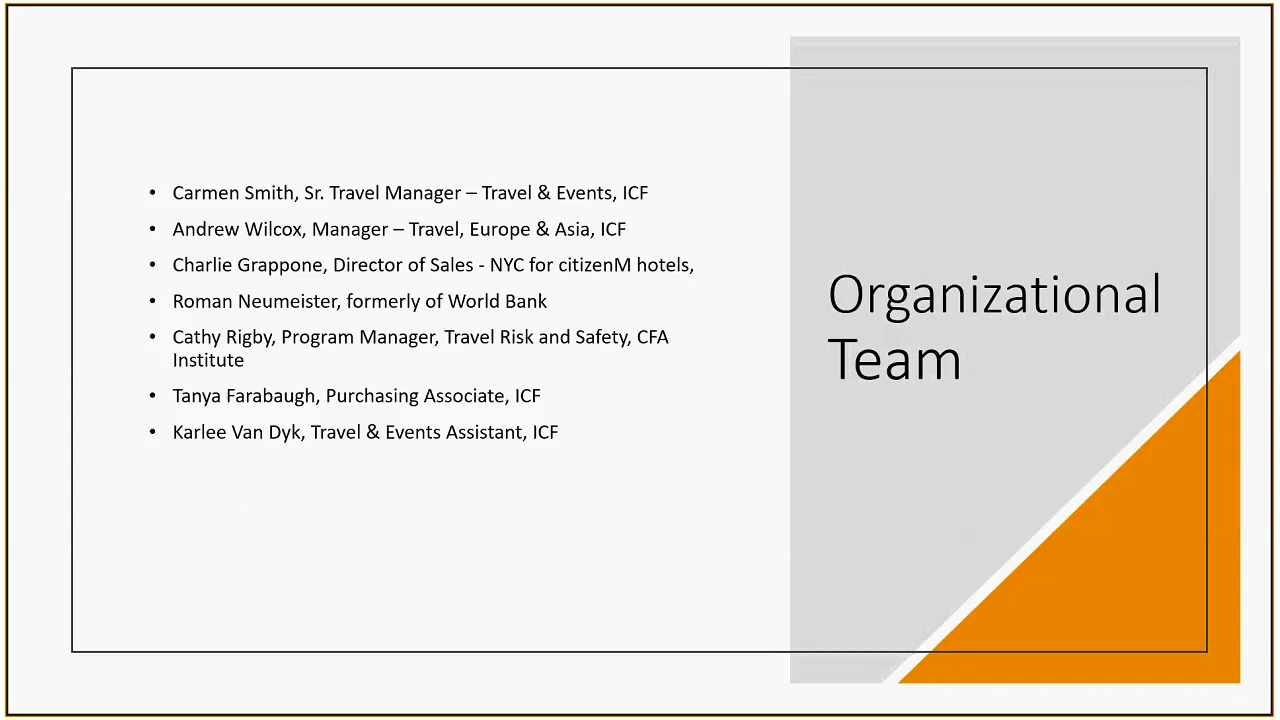 • Carmen Smith, Sr. Travel Manager – Travel & Events, ICF
• Andrew Wilcox, Manager – Travel, Europe & Asia, ICF
• Charlie Grappone, Director of Sales - NYC for citizenM hotels,
• Roman Neumeister, formerly of World Bank
• Cathy Rigby, Program Manager, Travel Risk and Safety, CFA
Institute
• Tanya Farabaugh, Purchasing Associate, ICF
• Karlee Van Dyk, Travel & Events Assistant, ICF
Organizational
Team